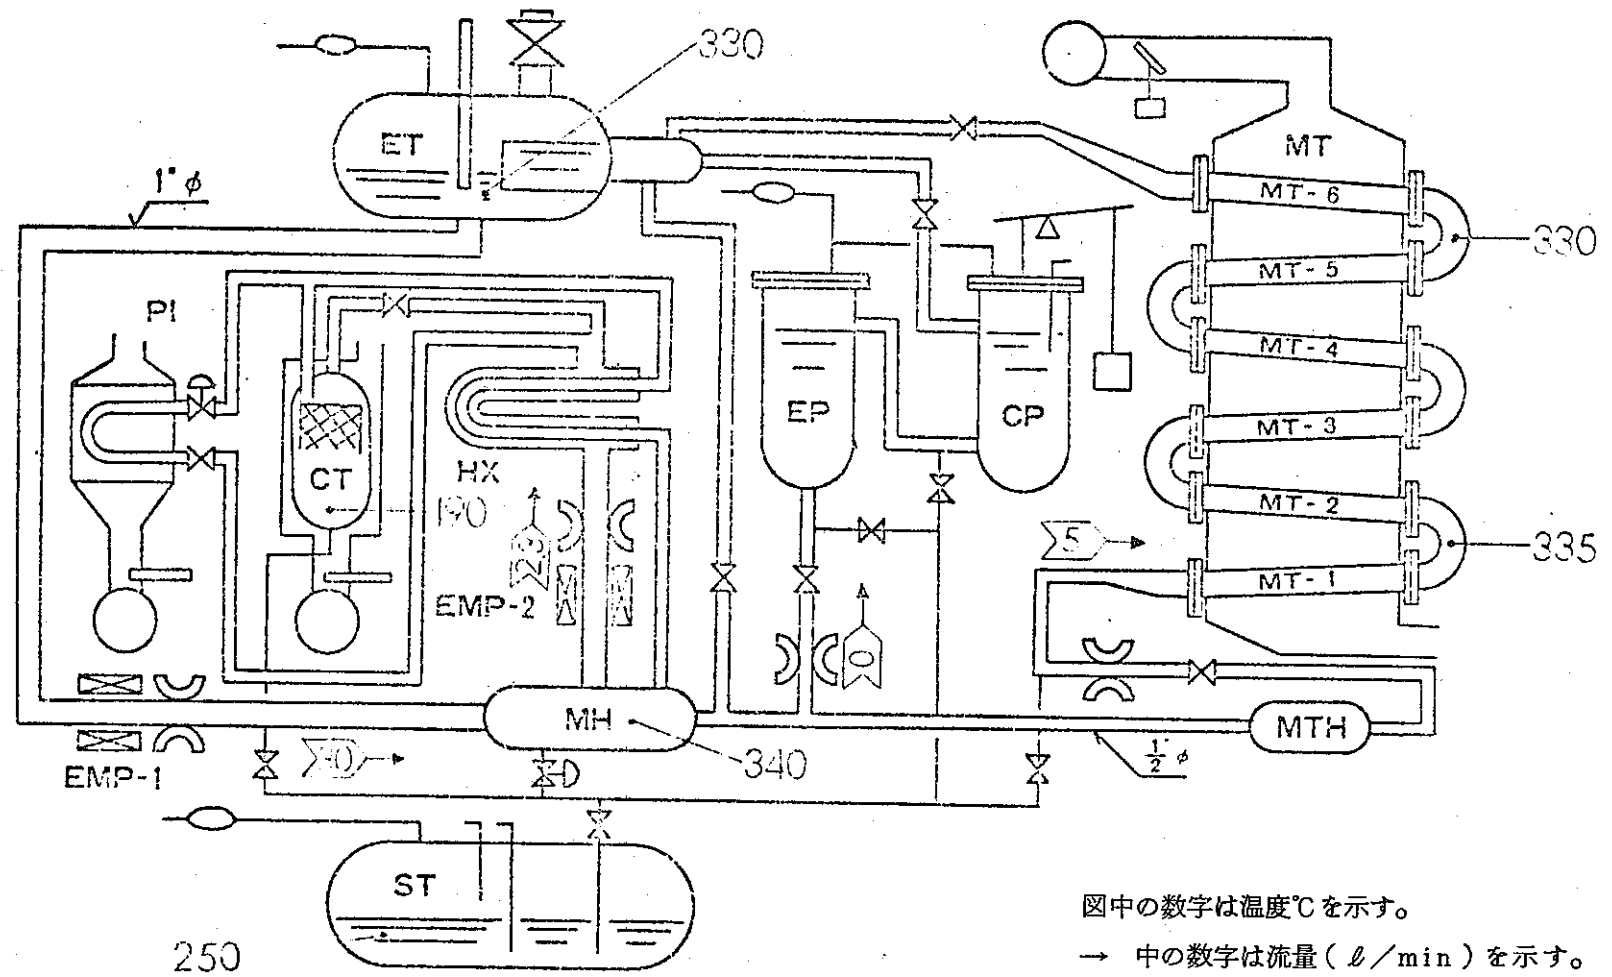 330
ET
MT
1"φ
MT-6
330
MT-5
PI
MT-4
EP
CP
MT-3
HX
CT
190
MT-2
5
335
23
MT-1
EMP-2
0
MH
MTH
40
340
1/2"φ
EMP-1
ST
図中の数字は温度℃を示す。
250
→ 中の数字は流量(ℓ/min)を示す。